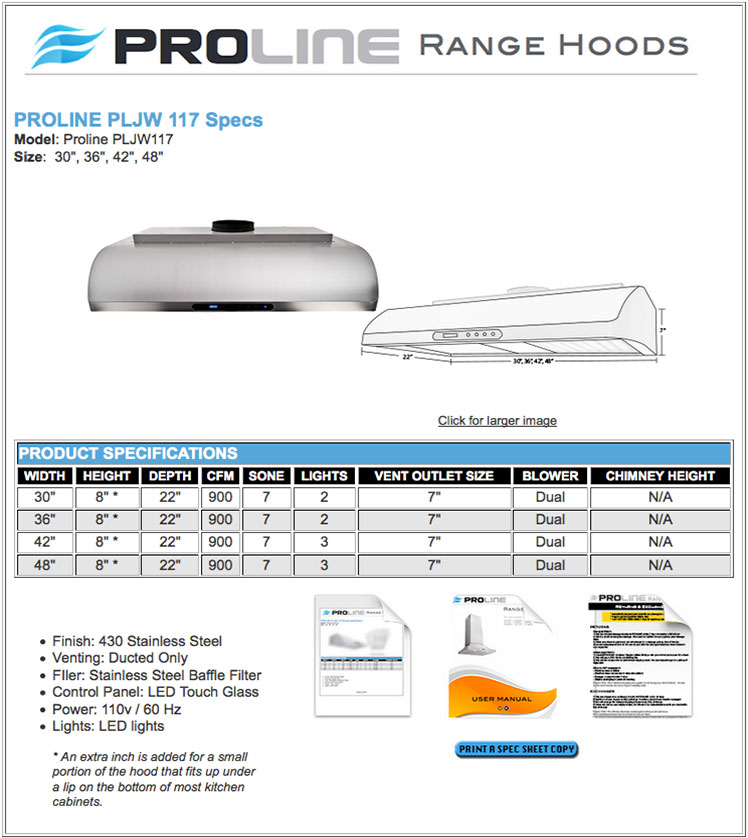 PROLINE RANGE HOODS
PROLINE PLJW 117 Specs
Model: Proline PLJW117
Size: 30", 36", 42", 48"
7"
22"
30", 36", 42", 48"
Click for larger image
PRODUCT SPECIFICATIONS
WIDTH HEIGHT DEPTH CFM SONE LIGHTS VENT OUTLET SIZE BLOWER CHIMNEY HEIGHT
30" 8" * 22" 900 7 2 7" Dual N/A
36" 8" * 22" 900 7 2 7" Dual N/A
42" 8" * 22" 900 7 3 7" Dual N/A
48" 8" * 22" 900 7 3 7" Dual N/A
• Finish: 430 Stainless Steel
• Venting: Ducted Only
• FIler: Stainless Steel Baffle Filter
• Control Panel: LED Touch Glass
• Power: 110v / 60 Hz
• Lights: LED lights
* An extra inch is added for a small
portion of the hood that fits up under
a lip on the bottom of most kitchen
cabinets.
PROLINE RANGE
PROLINE
RANGE
USER MANUAL
PROLINE
PRINT A SPEC SHEET COPY